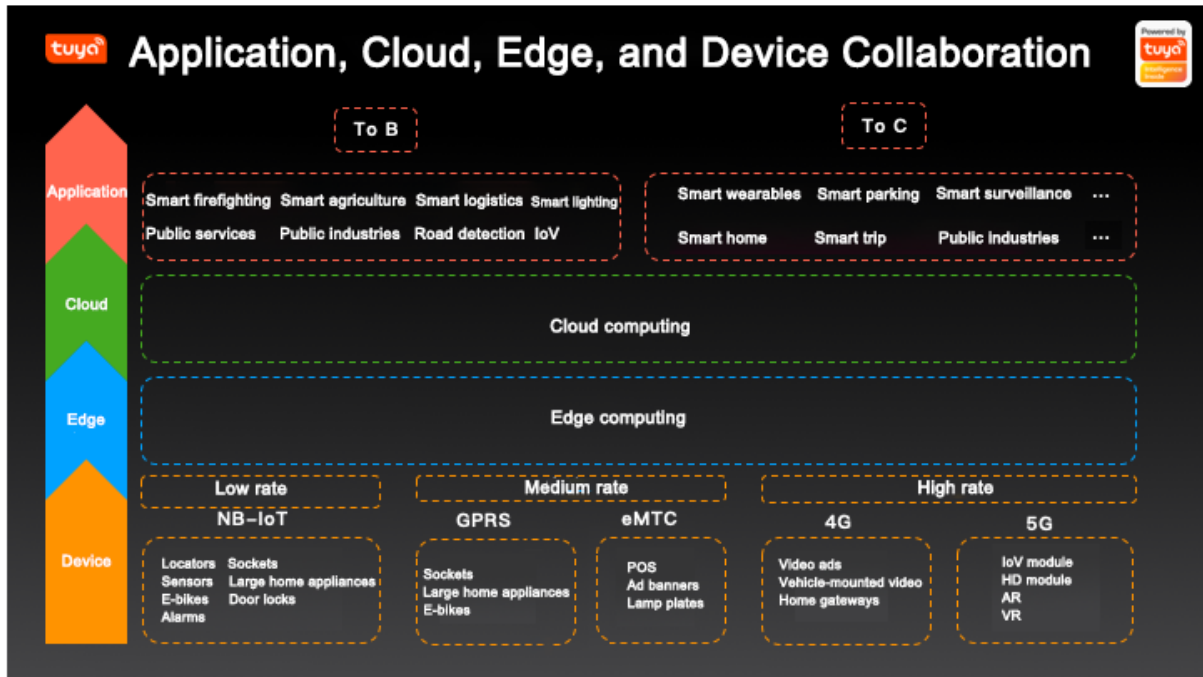 tuya
Application, Cloud, Edge, and Device Collaboration
Powered by
tuya
Intelligence
Inside
To B
To C
Application
Smart firefighting Smart agriculture Smart logistics Smart lighting
Public services Public industries Road detection IoV
Smart wearables Smart parking Smart surveillance ...
Smart home Smart trip Public industries ...
Cloud
Cloud computing
Edge
Edge computing
Device
Low rate
Medium rate
High rate
NB-IoT
GPRS
eMTC
4G
5G
Locators Sockets
Sensors Large home appliances
E-bikes Door locks
Alarms
Sockets
Large home appliances
E-bikes
POS
Ad banners
Lamp plates
Video ads
Vehicle-mounted video
Home gateways
IoV module
HD module
AR
VR